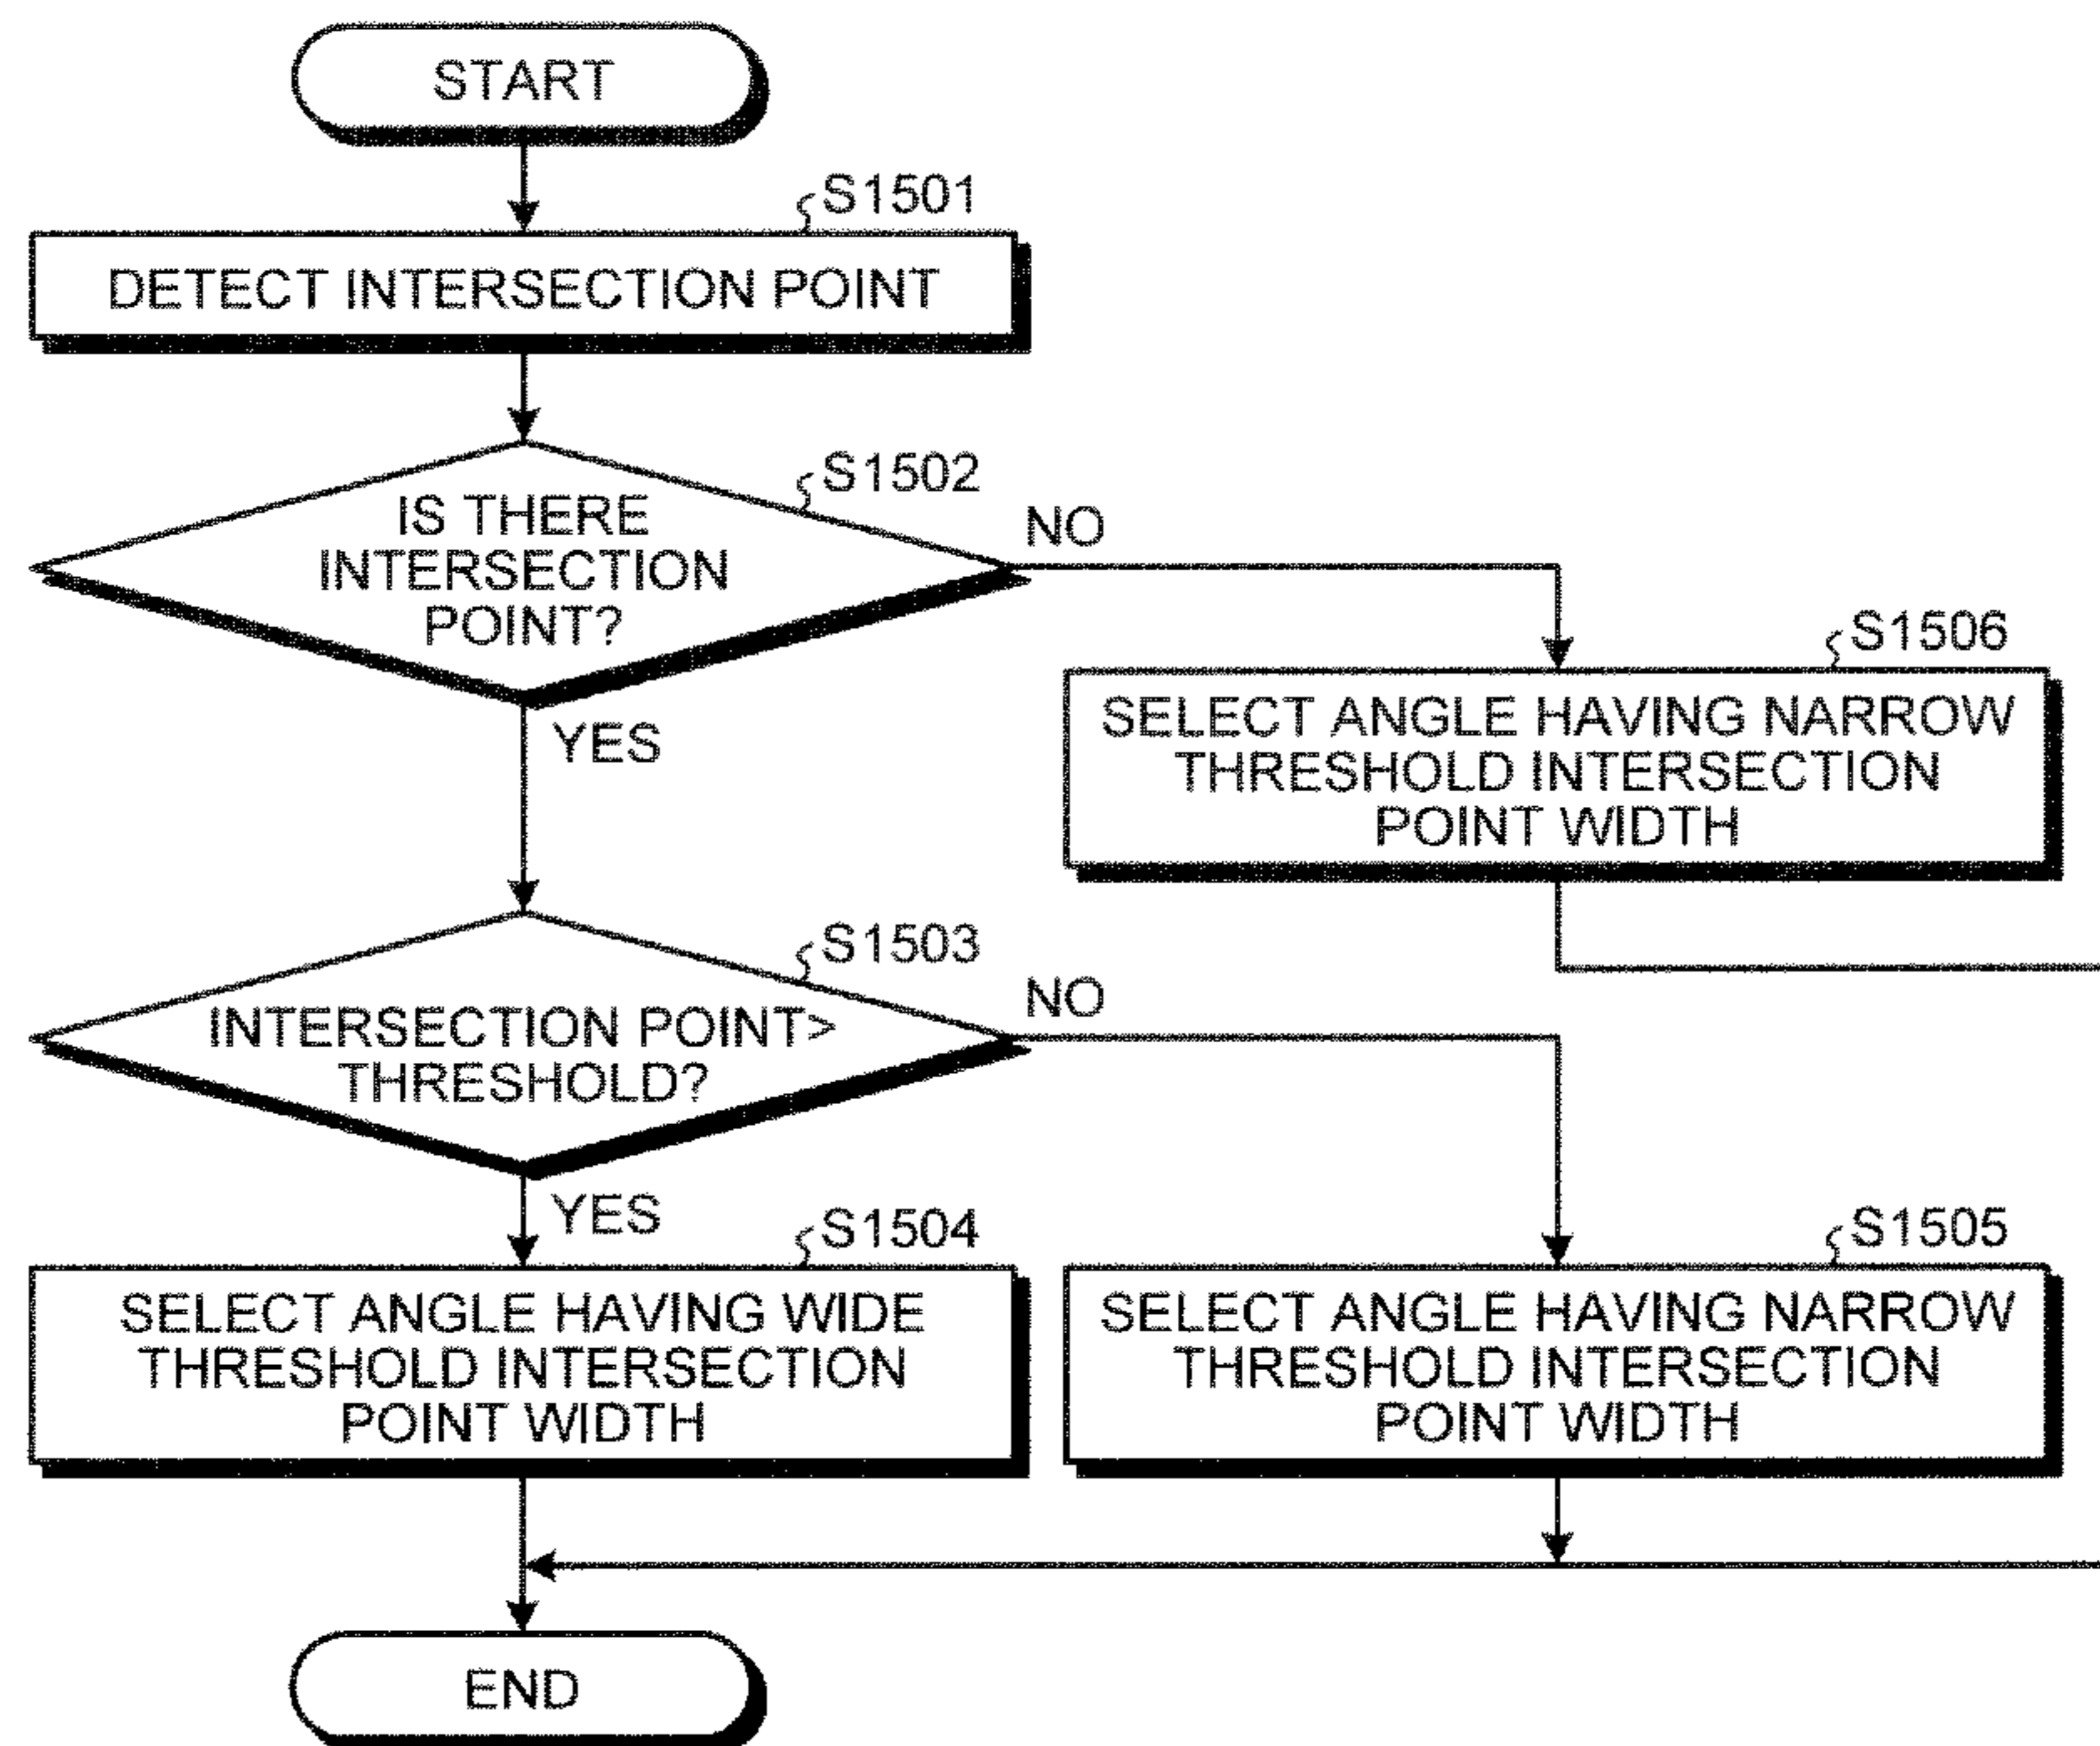 START
S1501
DETECT INTERSECTION POINT
S1502
IS THERE
INTERSECTION
POINT?
NO
YES
S1506
SELECT ANGLE HAVING NARROW
THRESHOLD INTERSECTION
POINT WIDTH
S1503
INTERSECTION POINT>
THRESHOLD?
NO
YES
S1504
SELECT ANGLE HAVING WIDE
THRESHOLD INTERSECTION
POINT WIDTH
S1505
SELECT ANGLE HAVING NARROW
THRESHOLD INTERSECTION
POINT WIDTH
END